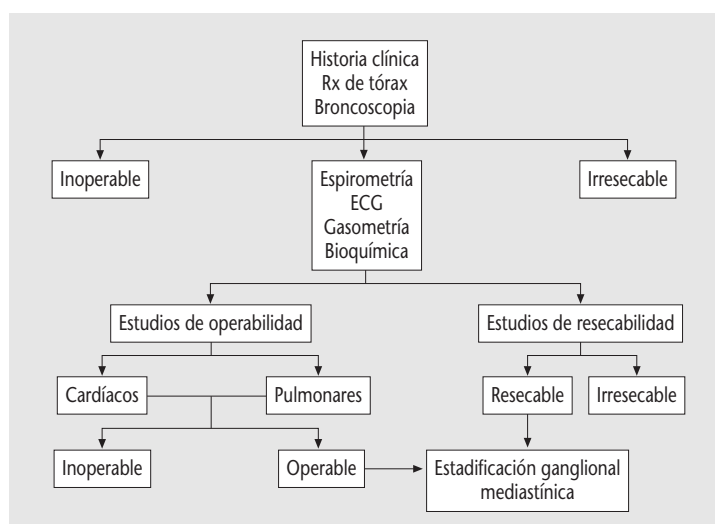 Historia clínica
Rx de tórax
Broncoscopia
Inoperable
Espirometría
ECG
Gasometría
Bioquímica
Irresecable
Estudios de operabilidad
Estudios de resecabilidad
Cardíacos
Pulmonares
Resecable
Irresecable
Inoperable
Operable
Estadificación ganglional
mediastínica